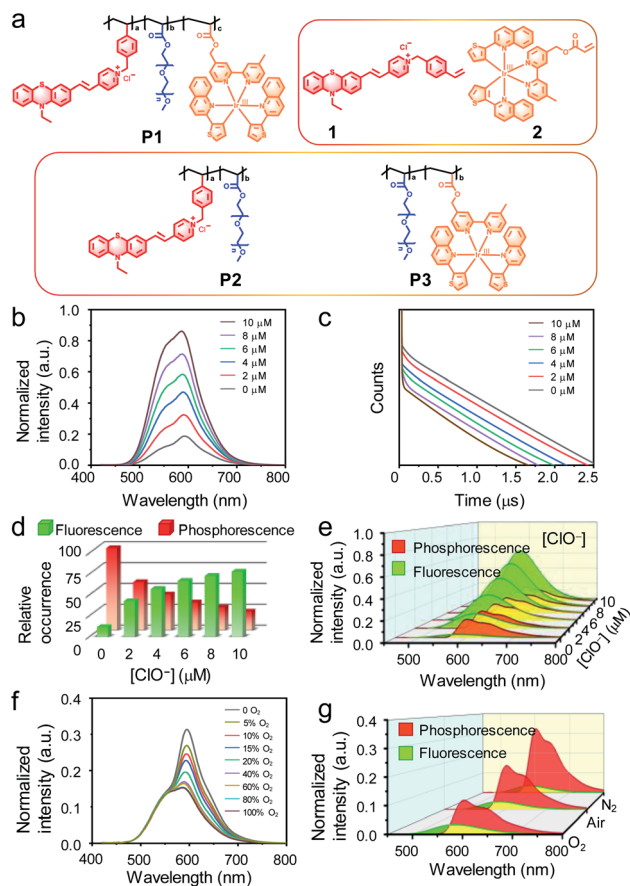 a
a
b
c
O
O
O
O
n
N
N
N
N
N
Ir
III
S
S
S
N
N+
Cl−
P1
Cl−
N+
S
N
1
S
N
N
N
N
Ir
III
S
O
O
2
a
b
O
O
O
O
n
N+
Cl−
S
N
P2
a
b
O
O
O
O
n
O
O
N
N
N
N
Ir
III
S
S
P3
b
Normalized
intensity (a.u.)
1.0
0.8
0.6
0.4
0.2
0.0
10 μM
8 μM
6 μM
4 μM
2 μM
0 μM
400 500 600 700 800
Wavelength (nm)
c
Counts
10 μM
8 μM
6 μM
4 μM
2 μM
0 μM
0 0.5 1.0 1.5 2.0 2.5
Time (μs)
d
Fluorescence Phosphorescence
Relative
occurrence
100
75
50
25
0
0 2 4 6 8 10
[ClO−] (μM)
e
Normalized
intensity (a.u.)
1.0
0.8
0.6
0.4
0.2
0.0
Phosphorescence
Fluorescence
[ClO−]
0 2 4 6 8 10
[ClO−] (μM)
500 600 700 800
Wavelength (nm)
f
Normalized
intensity (a.u.)
0.4
0.3
0.2
0.1
0.0
0 O2
5% O2
10% O2
15% O2
20% O2
40% O2
60% O2
80% O2
100% O2
400 500 600 700 800
Wavelength (nm)
g
Normalized
intensity (a.u.)
0.4
0.3
0.2
0.1
0.0
Phosphorescence
Fluorescence
N2
Air
O2
500 600 700 800
Wavelength (nm)